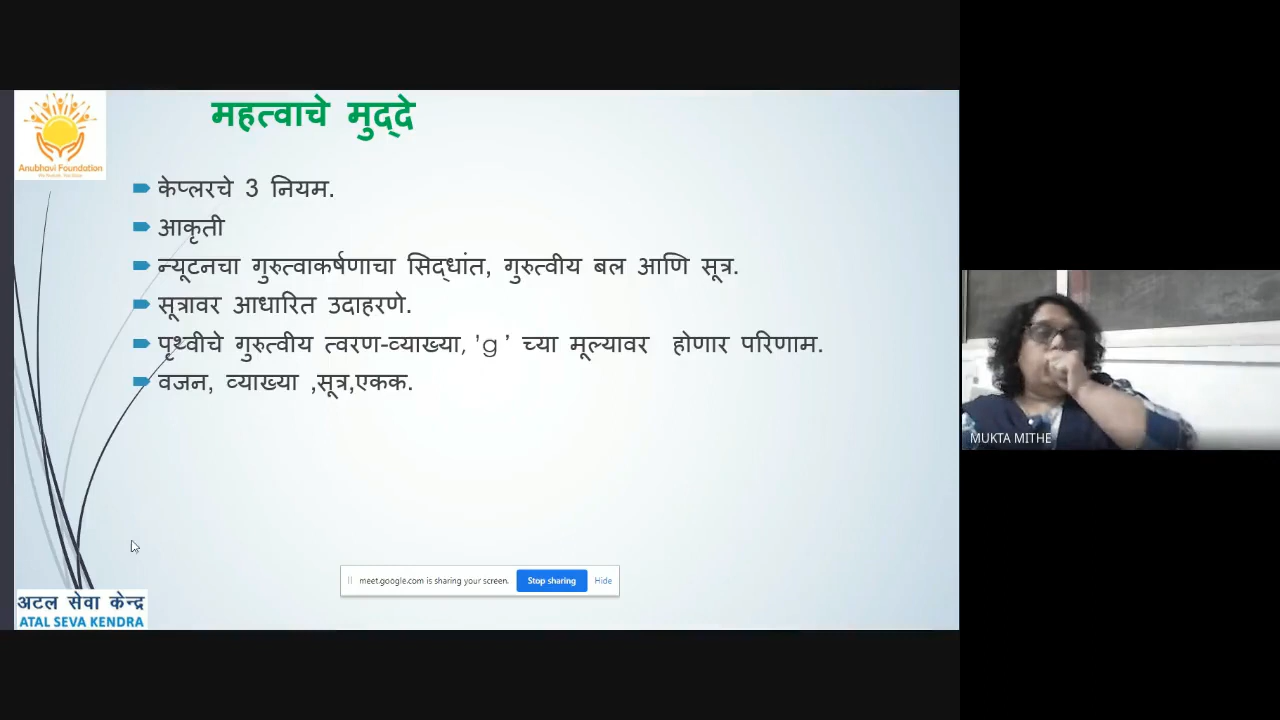 महत्वाचे मुद्दे
Anubhavi Foundation
केप्लरचे 3 नियम.
आकृती
न्यूटनचा गुरुत्वाकर्षणाचा सिद्धांत, गुरुत्वीय बल आणि सूत्र.
सूत्रावर आधारित उदाहरणे.
पृथ्वीचे गुरुत्वीय त्वरण-व्याख्या, 'g' च्या मूल्यावर होणार परिणाम.
वजन, व्याख्या ,सूत्र,एकक.
MUKTA MITHE
meet.google.com is sharing your screen. Stop sharing Hide
अटल सेवा केन्द्र
ATAL SEVA KENDRA